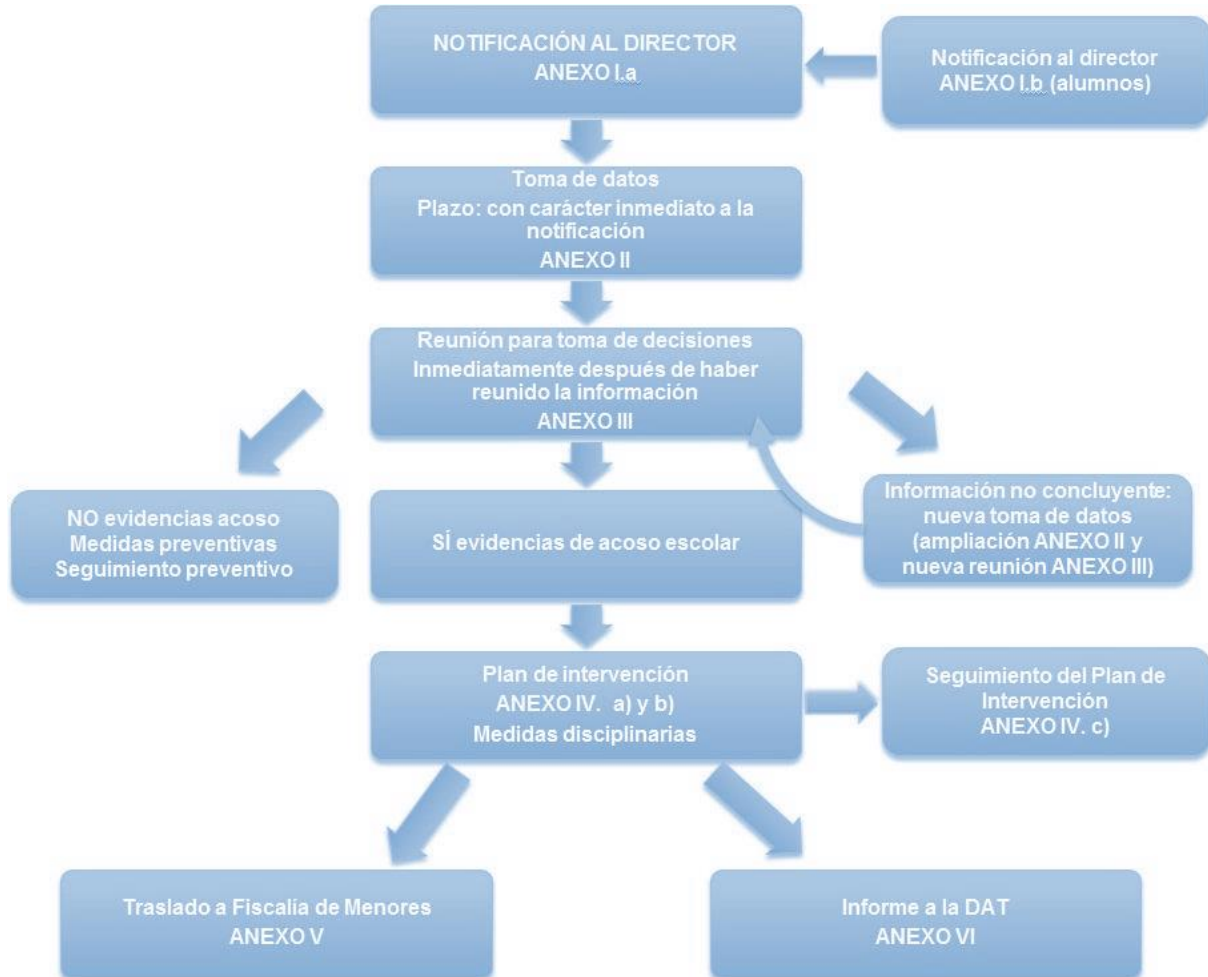 NOTIFICACIÓN AL DIRECTOR
ANEXO I.a
Notificación al director
ANEXO I.b (alumnos)
Toma de datos
Plazo: con carácter inmediato a la
notificación
ANEXO II
Reunión para toma de decisiones
Inmediatamente después de haber
reunido la información
ANEXO III
NO evidencias acoso
Medidas preventivas
Seguimiento preventivo
SÍ evidencias de acoso escolar
Información no concluyente:
nueva toma de datos
(ampliación ANEXO II y
nueva reunión ANEXO III)
Plan de intervención
ANEXO IV. a) y b)
Medidas disciplinarias
Seguimiento del Plan de
Intervención
ANEXO IV. c)
Traslado a Fiscalía de Menores
ANEXO V
Informe a la DAT
ANEXO VI